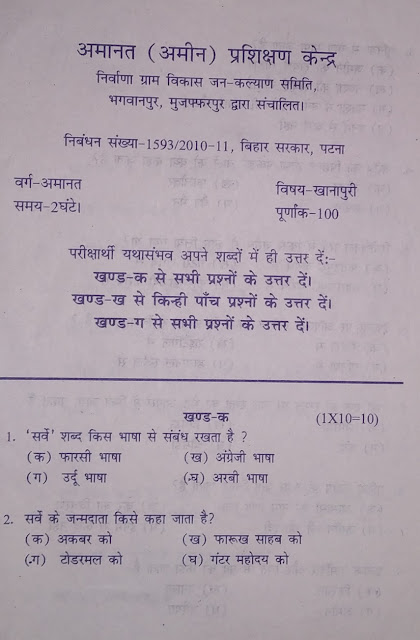 अमानत (अमीन) प्रशिक्षण केन्द्र
निर्वाणा ग्राम विकास जन-कल्याण समिति,
भगवानपुर, मुजफ्फरपुर द्वारा संचालित।
निबंधन संख्या-1593/2010-11, बिहार सरकार, पटना
वर्ग-अमानत विषय-खानापुरी
समय-2घंटे। पूर्णांक-100
परीक्षार्थी यथासंभव अपने शब्दों में ही उत्तर दें:-
खण्ड-क से सभी प्रश्नों के उत्तर दें।
खण्ड-ख से किन्ही पाँच प्रश्नों के उत्तर दें।
खण्ड-ग से सभी प्रश्नों के उत्तर दें।
खण्ड-क (1X10=10)
1. 'सर्वे' शब्द किस भाषा से संबंध रखता है ?
(क) फारसी भाषा (ख) अंग्रेजी भाषा
(ग) उर्दू भाषा (घ) अरबी भाषा
2. सर्वे के जन्मदाता किसे कहा जाता है?
(क) अकबर को (ख) फारूख साहब को
(ग) टोडरमल को (घ) गंटर महोदय को